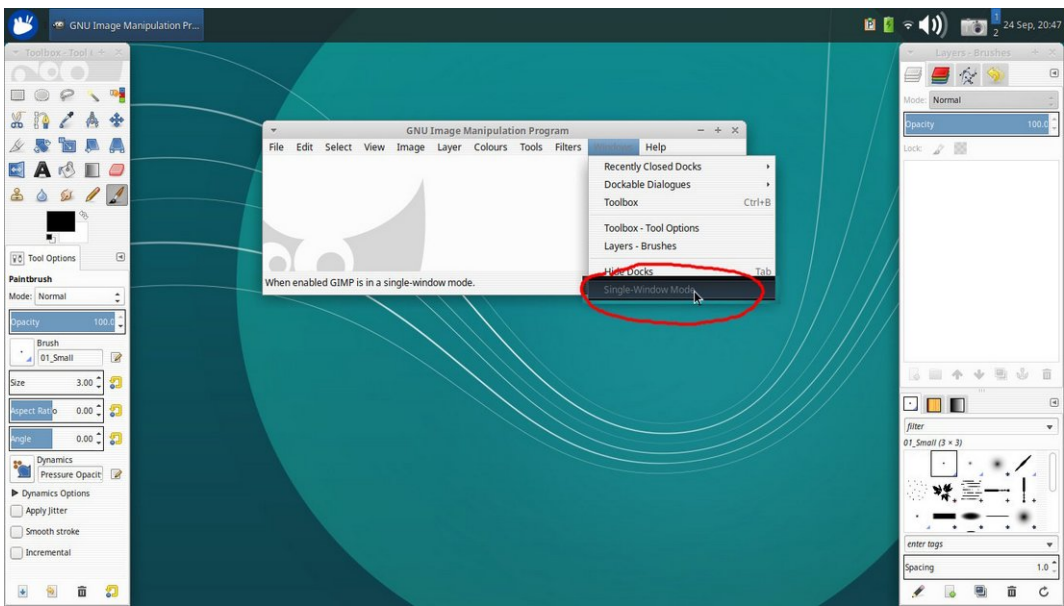 GNU Image Manipulation Pr...
1
2
24 Sep, 20:47
Toolbox - Tool
GNU Image Manipulation Program
File Edit Select View Image Layer Colours Tools Filters Windows Help
Recently Closed Docks
Dockable Dialogues
Toolbox Ctrl+B
Toolbox - Tool Options
Layers - Brushes
Hide Docks Tab
Single-Window Mode
When enabled GIMP is in a single-window mode.
Tool Options
Paintbrush
Mode: Normal
Opacity 100.0
Brush
01_Small
Size 3.00
Aspect Ratio 0.00
Angle 0.00
Dynamics
Pressure Opacit
Dynamics Options
Apply Jitter
Smooth stroke
Incremental
Layers - Brushes
Mode: Normal
Opacity 100.0
Lock:
filter
01_Small (3 × 3)
enter tags
Spacing 1.0